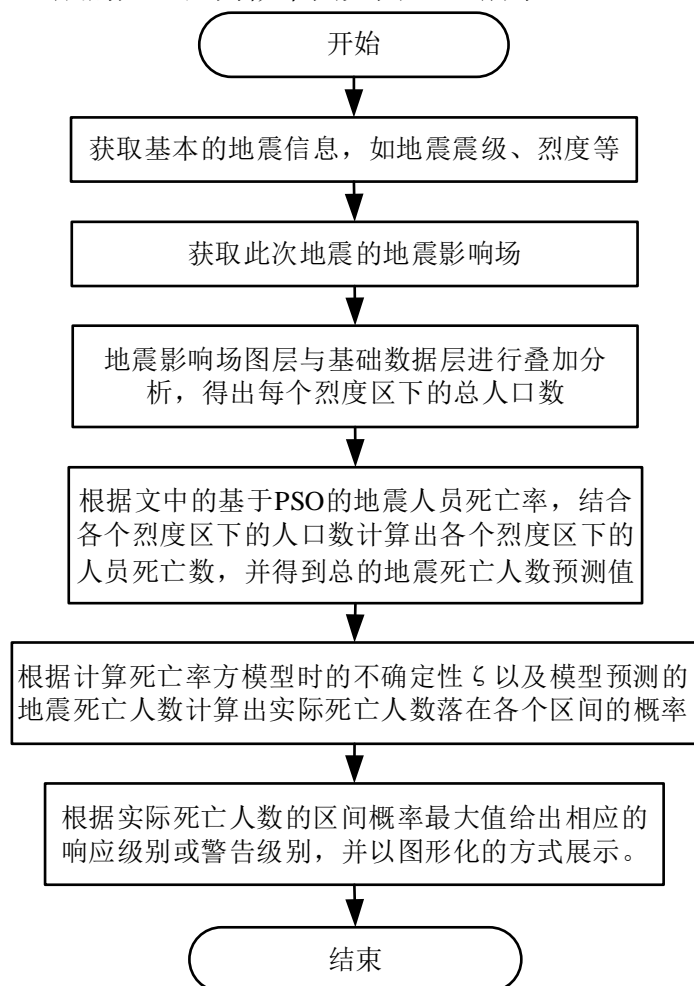 开始
获取基本的地震信息，如地震震级、烈度等
获取此次地震的地震影响场
地震影响场图层与基础数据层进行叠加分
析，得出每个烈度区下的总人口数
根据文中的基于PSO的地震人员死亡率，结合
各个烈度区下的人口数计算出各个烈度区下的
人员死亡数，并得到总的地震死亡人数预测值
根据计算死亡率方模型时的不确定性ζ以及模型预测的
地震死亡人数计算出实际死亡人数落在各个区间的概率
根据实际死亡人数的区间概率最大值给出相应的
响应级别或警告级别，并以图形化的方式展示。
结束